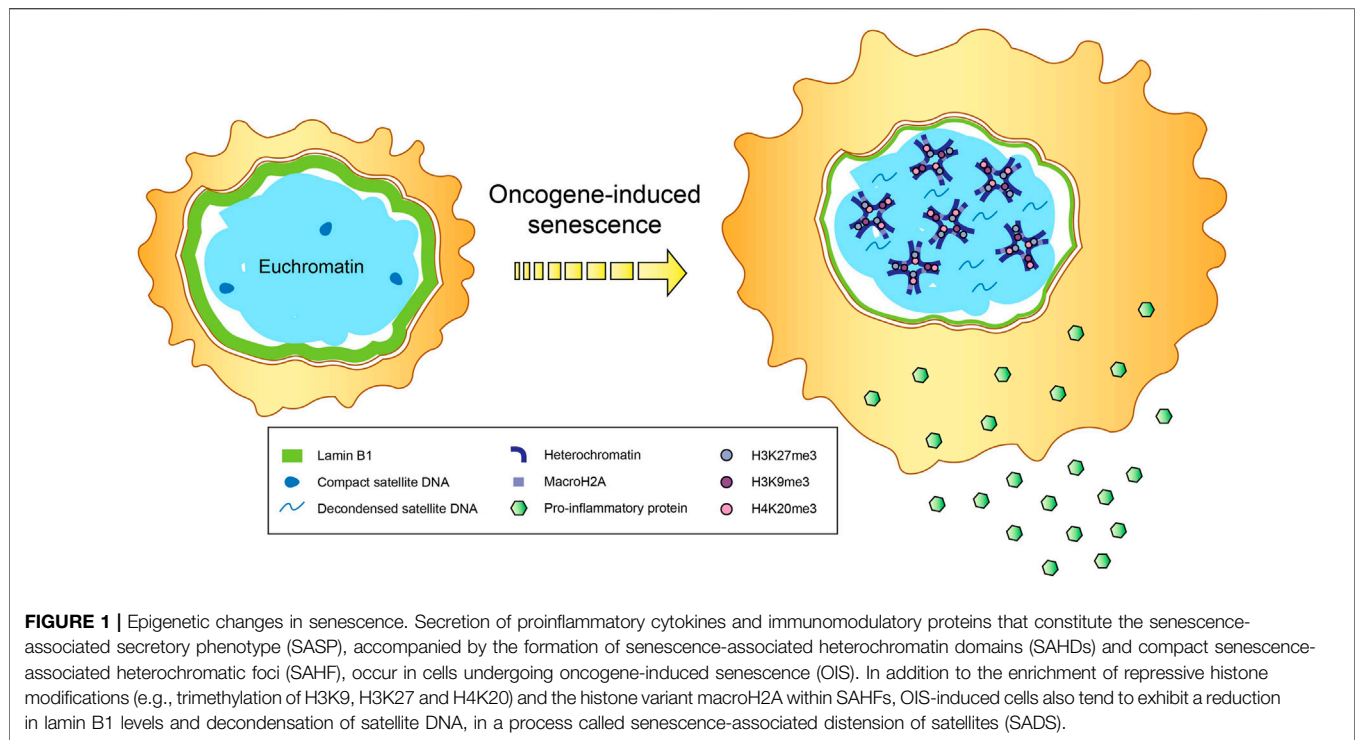 Oncogene-induced
senescence
Euchromatin
Lamin B1
Compact satellite DNA
Decondensed satellite DNA
Heterochromatin
MacroH2A
Pro-inflammatory protein
H3K27me3
H3K9me3
H4K20me3
FIGURE 1 | Epigenetic changes in senescence. Secretion of proinflammatory cytokines and immunomodulatory proteins that constitute the senescence-
associated secretory phenotype (SASP), accompanied by the formation of senescence-associated heterochromatin domains (SAHDs) and compact senescence-
associated heterochromatic foci (SAHF), occur in cells undergoing oncogene-induced senescence (OIS). In addition to the enrichment of repressive histone
modifications (e.g., trimethylation of H3K9, H3K27 and H4K20) and the histone variant macroH2A within SAHFs, OIS-induced cells also tend to exhibit a reduction
in lamin B1 levels and decondensation of satellite DNA, in a process called senescence-associated distension of satellites (SADS).